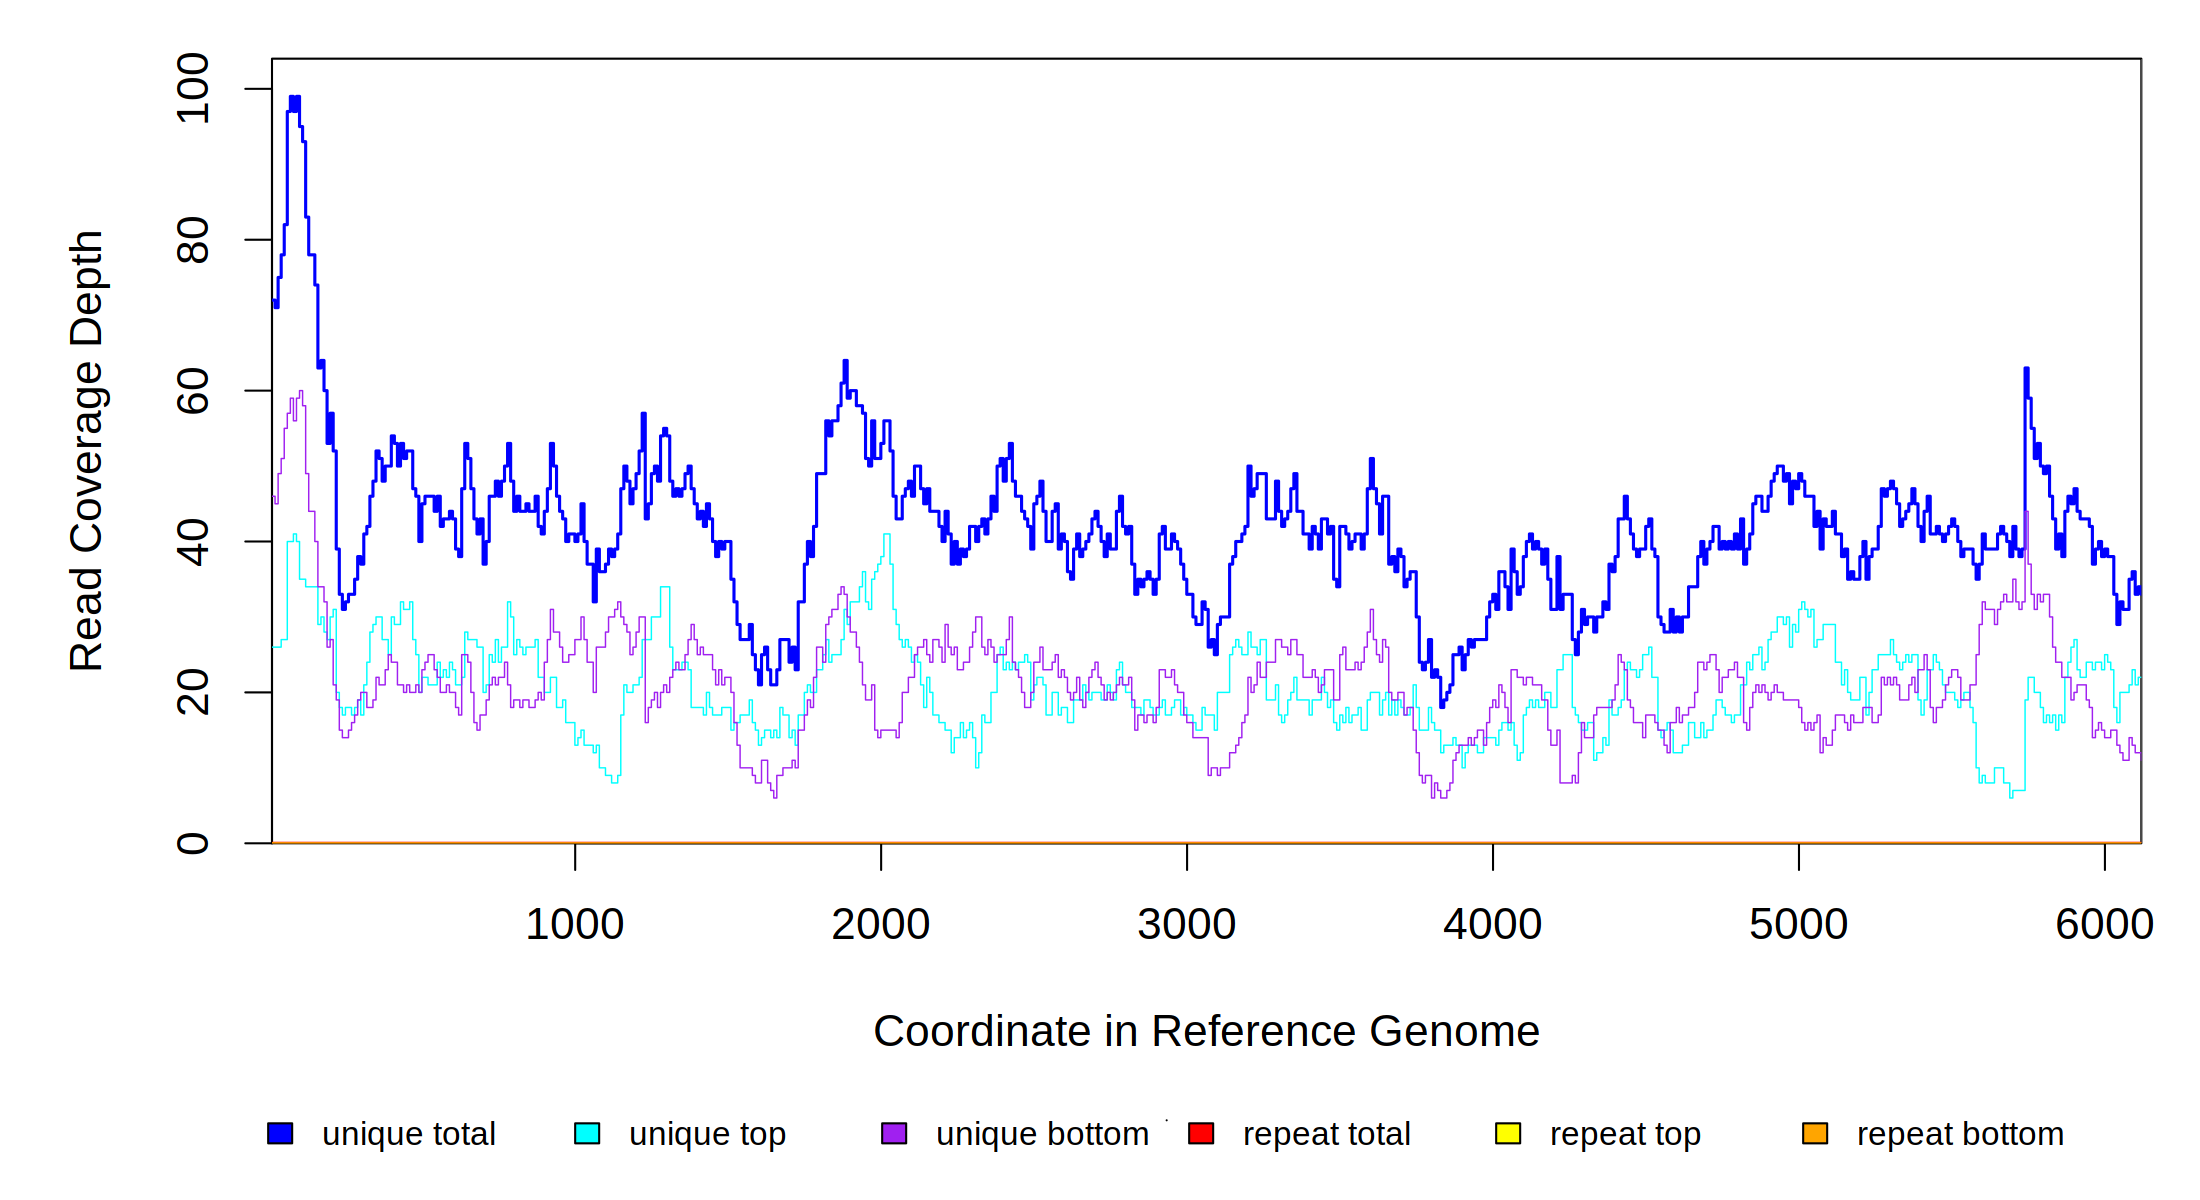 100
80
60
40
20
0
Read Coverage Depth
1000 2000 3000 4000 5000 6000
Coordinate in Reference Genome
unique total unique top unique bottom repeat total repeat top repeat bottom